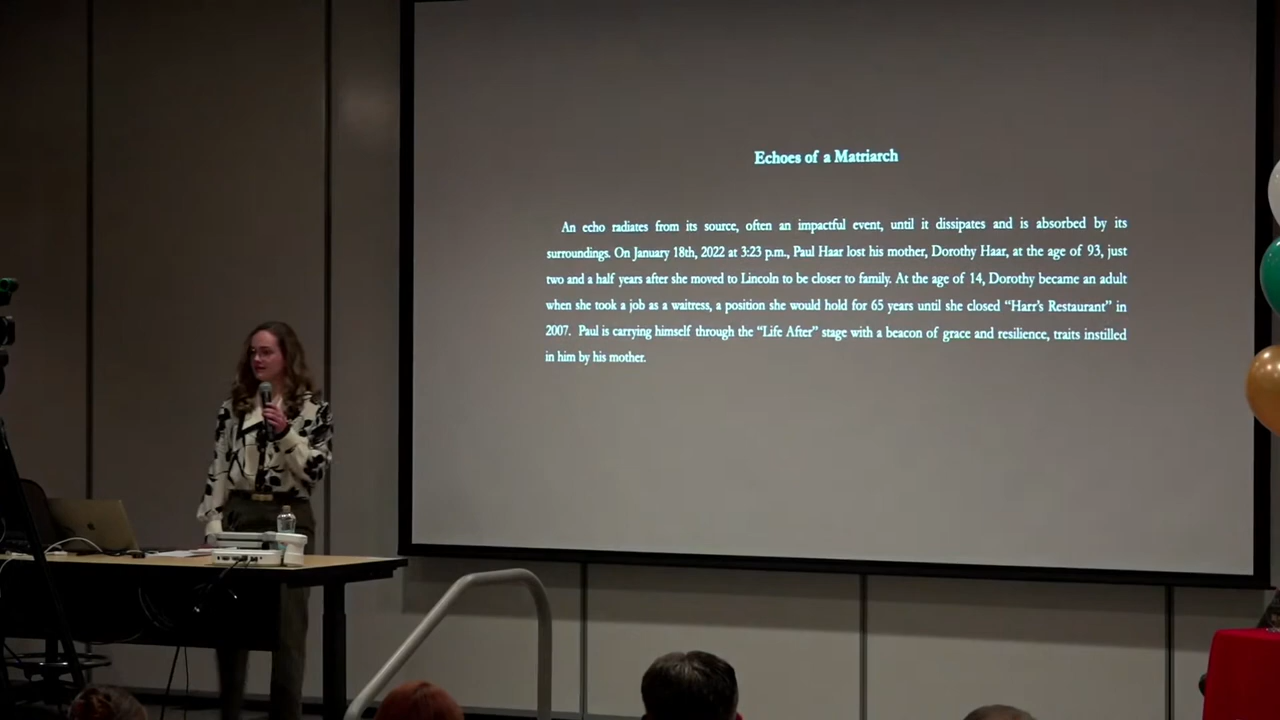 Echoes of a Matriarch
An echo radiates from its source, often an impactful event, until it dissipates and is absorbed by its
surroundings. On January 18th, 2022 at 3:23 p.m., Paul Haar lost his mother, Dorothy Haar, at the age of 93, just
two and a half years after she moved to Lincoln to be closer to family. At the age of 14, Dorothy became an adult
when she took a job as a waitress, a position she would hold for 65 years until she closed “Harr’s Restaurant” in
2007. Paul is carrying himself through the “Life After” stage with a beacon of grace and resilience, traits instilled
in him by his mother.